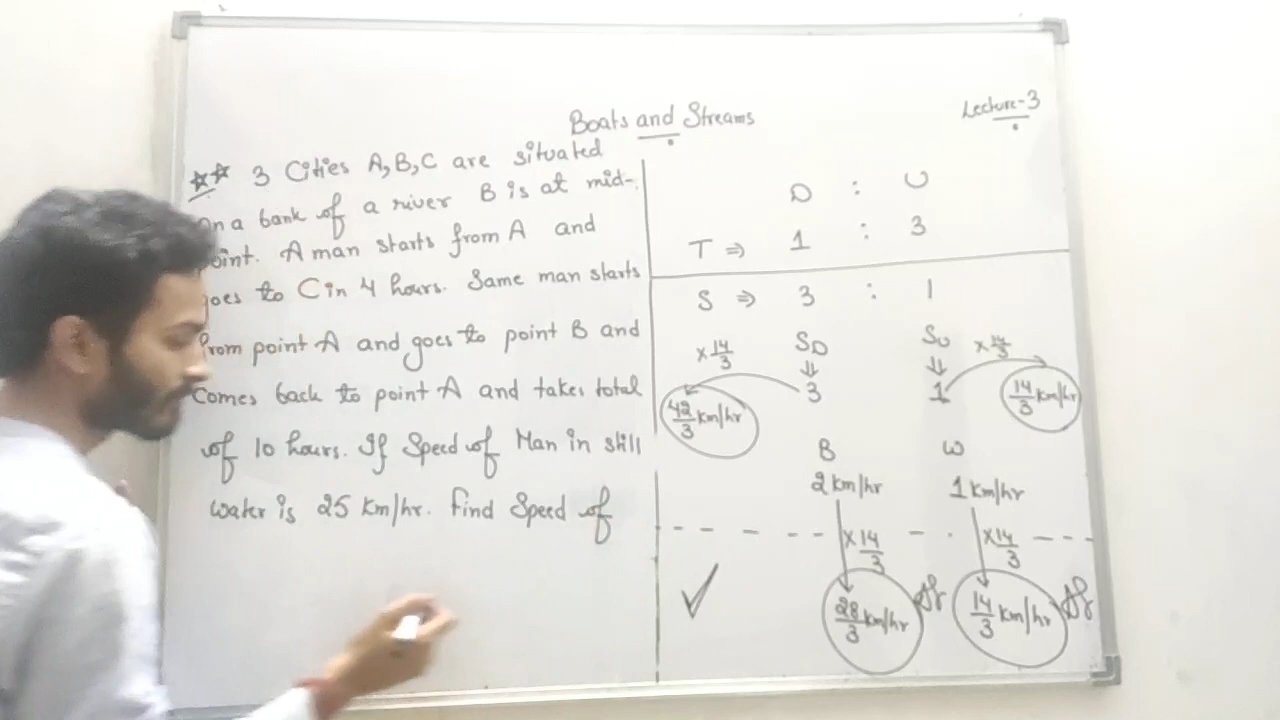 Boats and Streams
Lecture-3
** 3 Cities A,B,C are situated
on a bank of a river B is at mid-
point. A man starts from A and
goes to C in 4 hours. Same man starts
from point A and goes to point B and
comes back to point A and takes total
of 10 hours. If Speed of Man in still
water is 25 Km/hr. Find Speed of
D : U
T ⇒ 1 : 3
S ⇒ 3 : 1
S_D S_U
×14/3 ×14/3
⇓ ⇓
3 1
42/3 km/hr 14/3 km/hr
B W
2 km/hr 1 km/hr
×14/3 ×14/3
28/3 km/hr 14/3 km/hr